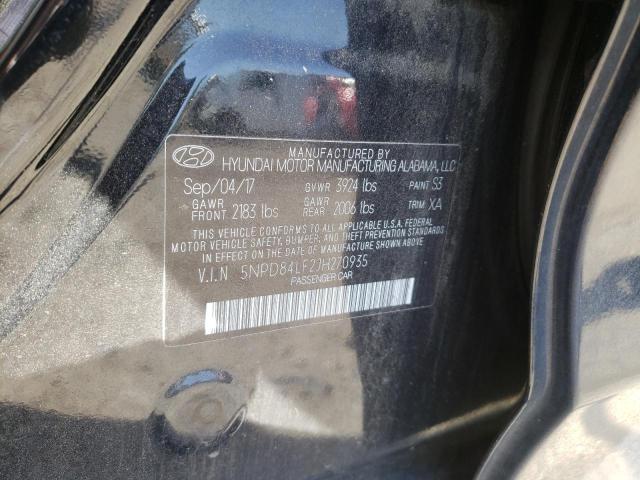 MANUFACTURED BY
HYUNDAI MOTOR MANUFACTURING ALABAMA, LLC
Sep/04/17 GVWR 3924 lbs PAINT S3
GAWR FRONT 2183 lbs GAWR REAR 2006 lbs TRIM XA
THIS VEHICLE CONFORMS TO ALL APPLICABLE U.S.A. FEDERAL
MOTOR VEHICLE SAFETY, BUMPER, AND THEFT PREVENTION
STANDARDS IN EFFECT ON THE DATE OF MANUFACTURE SHOWN ABOVE.
V.I.N 5NPD84LF2JH270935
PASSENGER CAR